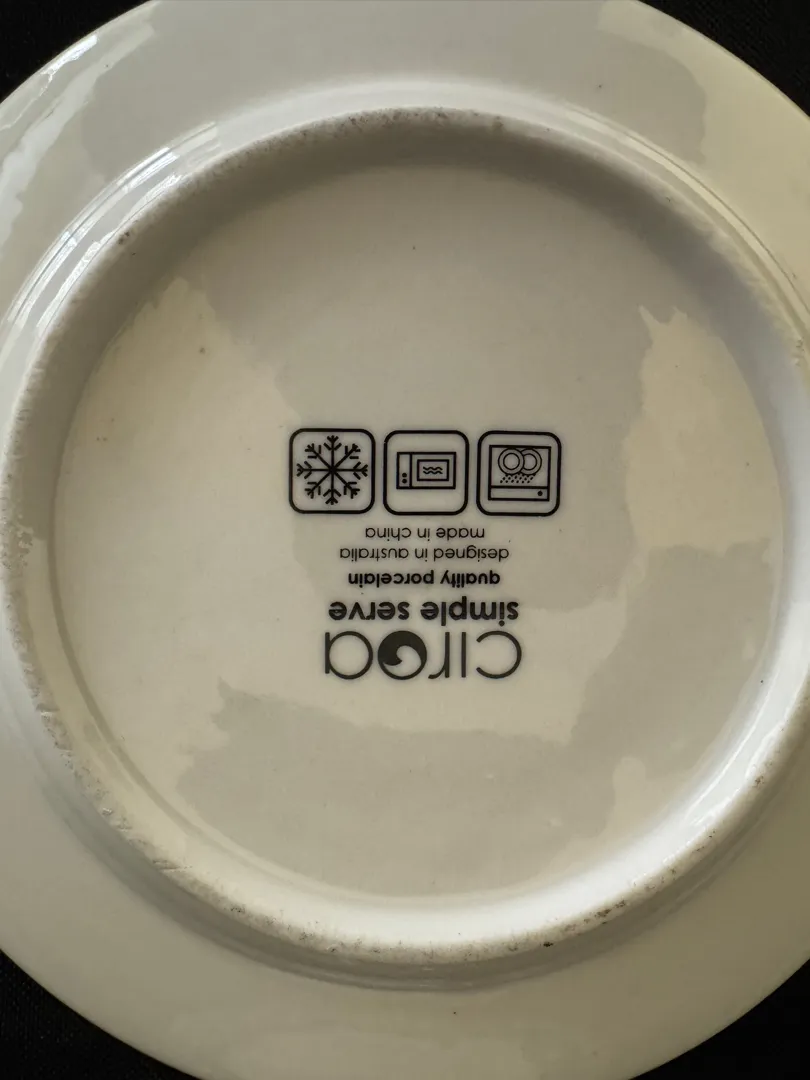 ciroa
simple serve
quality porcelain
designed in australia
made in china